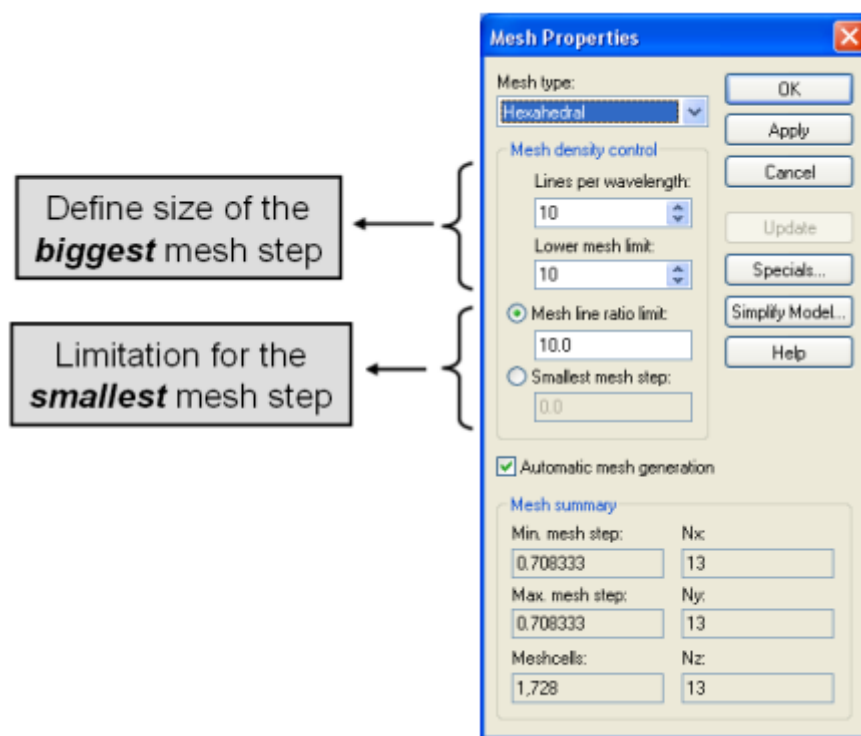 Mesh Properties
Mesh type:
Hexahedral
OK
Apply
Cancel
Update
Specials...
Simplify Model...
Help
Mesh density control
Lines per wavelength:
10
Lower mesh limit:
10
Mesh line ratio limit:
10.0
Smallest mesh step:
0.0
Define size of the
biggest mesh step
Limitation for the
smallest mesh step
Automatic mesh generation
Mesh summary
Min. mesh step:
0.708333
Nx:
13
Max. mesh step:
0.708333
Ny:
13
Meshcells:
1,728
Nz:
13